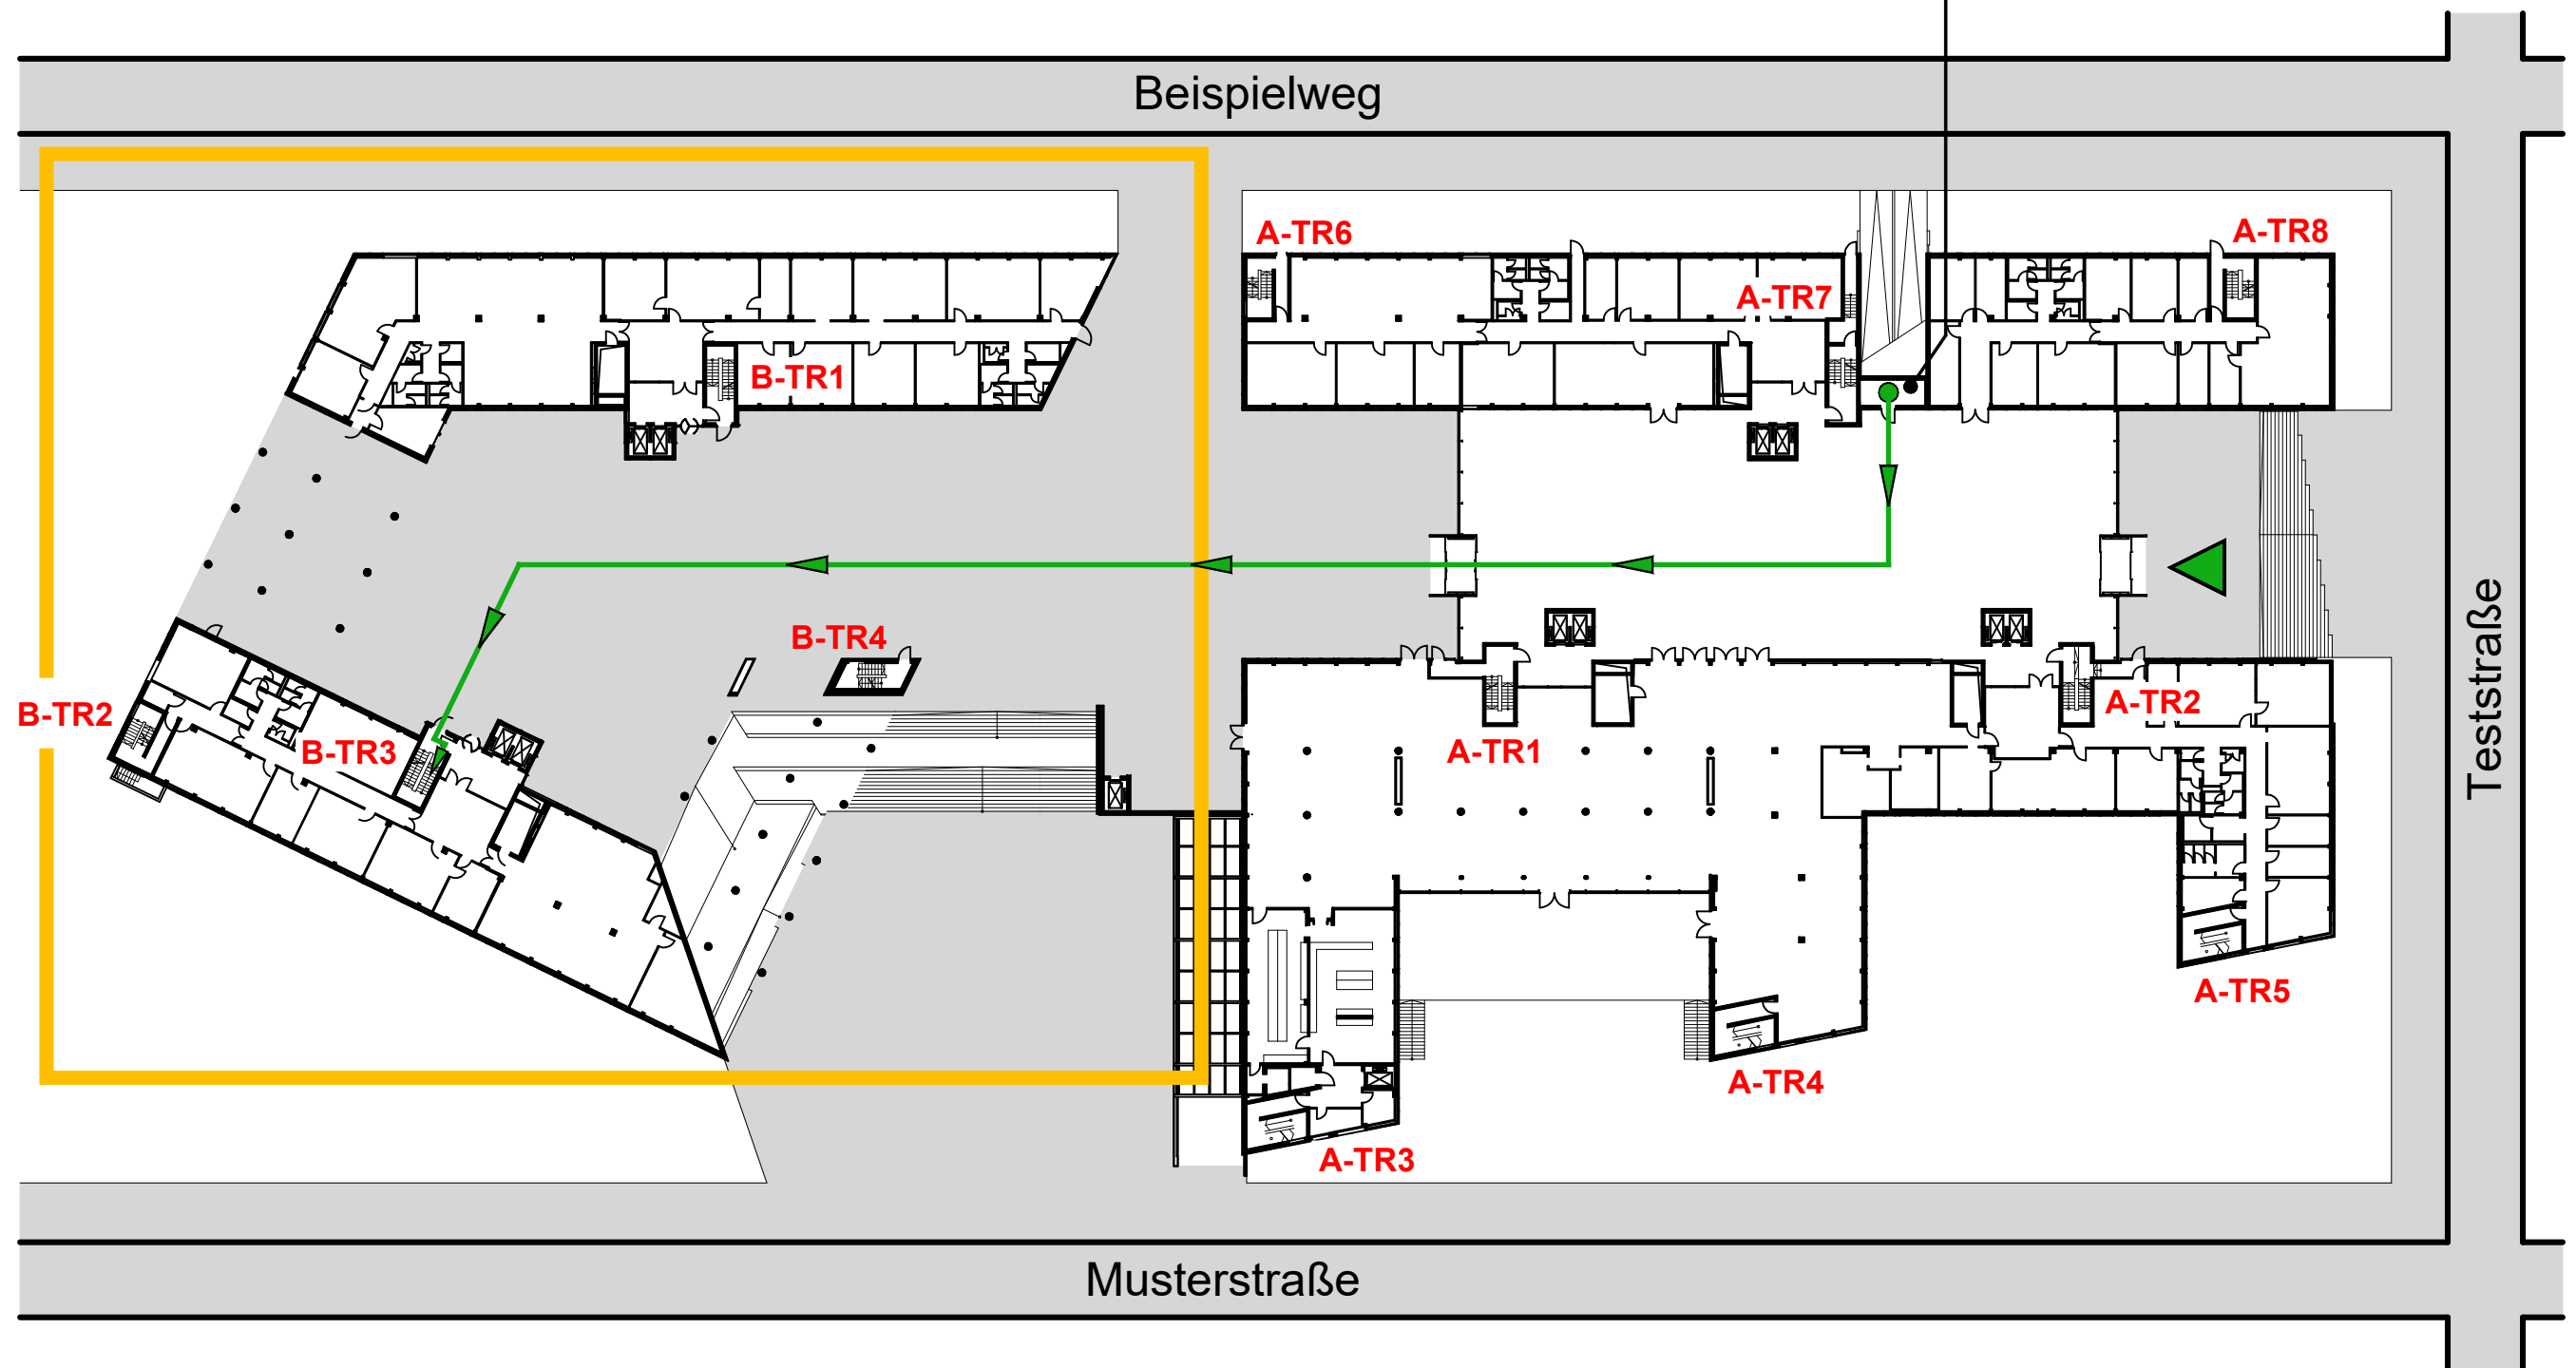 Beispielweg
A-TR6
A-TR8
A-TR7
B-TR1
B-TR4
B-TR2
B-TR3
A-TR1
A-TR2
Teststraße
A-TR5
A-TR4
A-TR3
Musterstraße